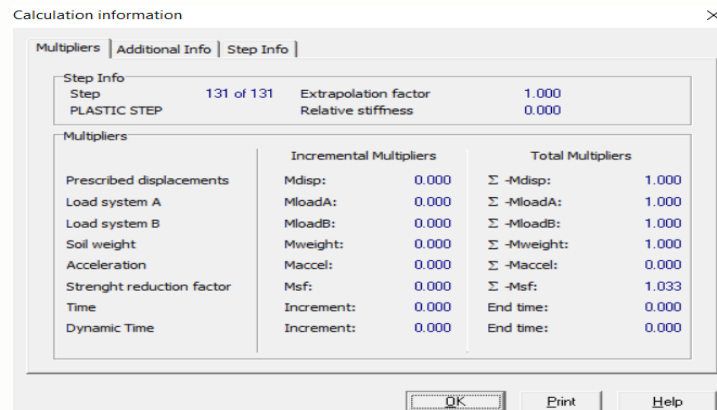 Calculation information
Multipliers Additional Info Step Info
Step Info
Step 131 of 131 Extrapolation factor 1.000
PLASTIC STEP Relative stiffness 0.000
Multipliers
Incremental Multipliers Total Multipliers
Prescribed displacements Mdisp: 0.000 Σ -Mdisp: 1.000
Load system A MloadA: 0.000 Σ -MloadA: 1.000
Load system B MloadB: 0.000 Σ -MloadB: 1.000
Soil weight Mweight: 0.000 Σ -Mweight: 1.000
Acceleration Maccel: 0.000 Σ -Maccel: 0.000
Strenght reduction factor Msf: 0.000 Σ -Msf: 1.033
Time Increment: 0.000 End time: 0.000
Dynamic Time Increment: 0.000 End time: 0.000
OK Print Help